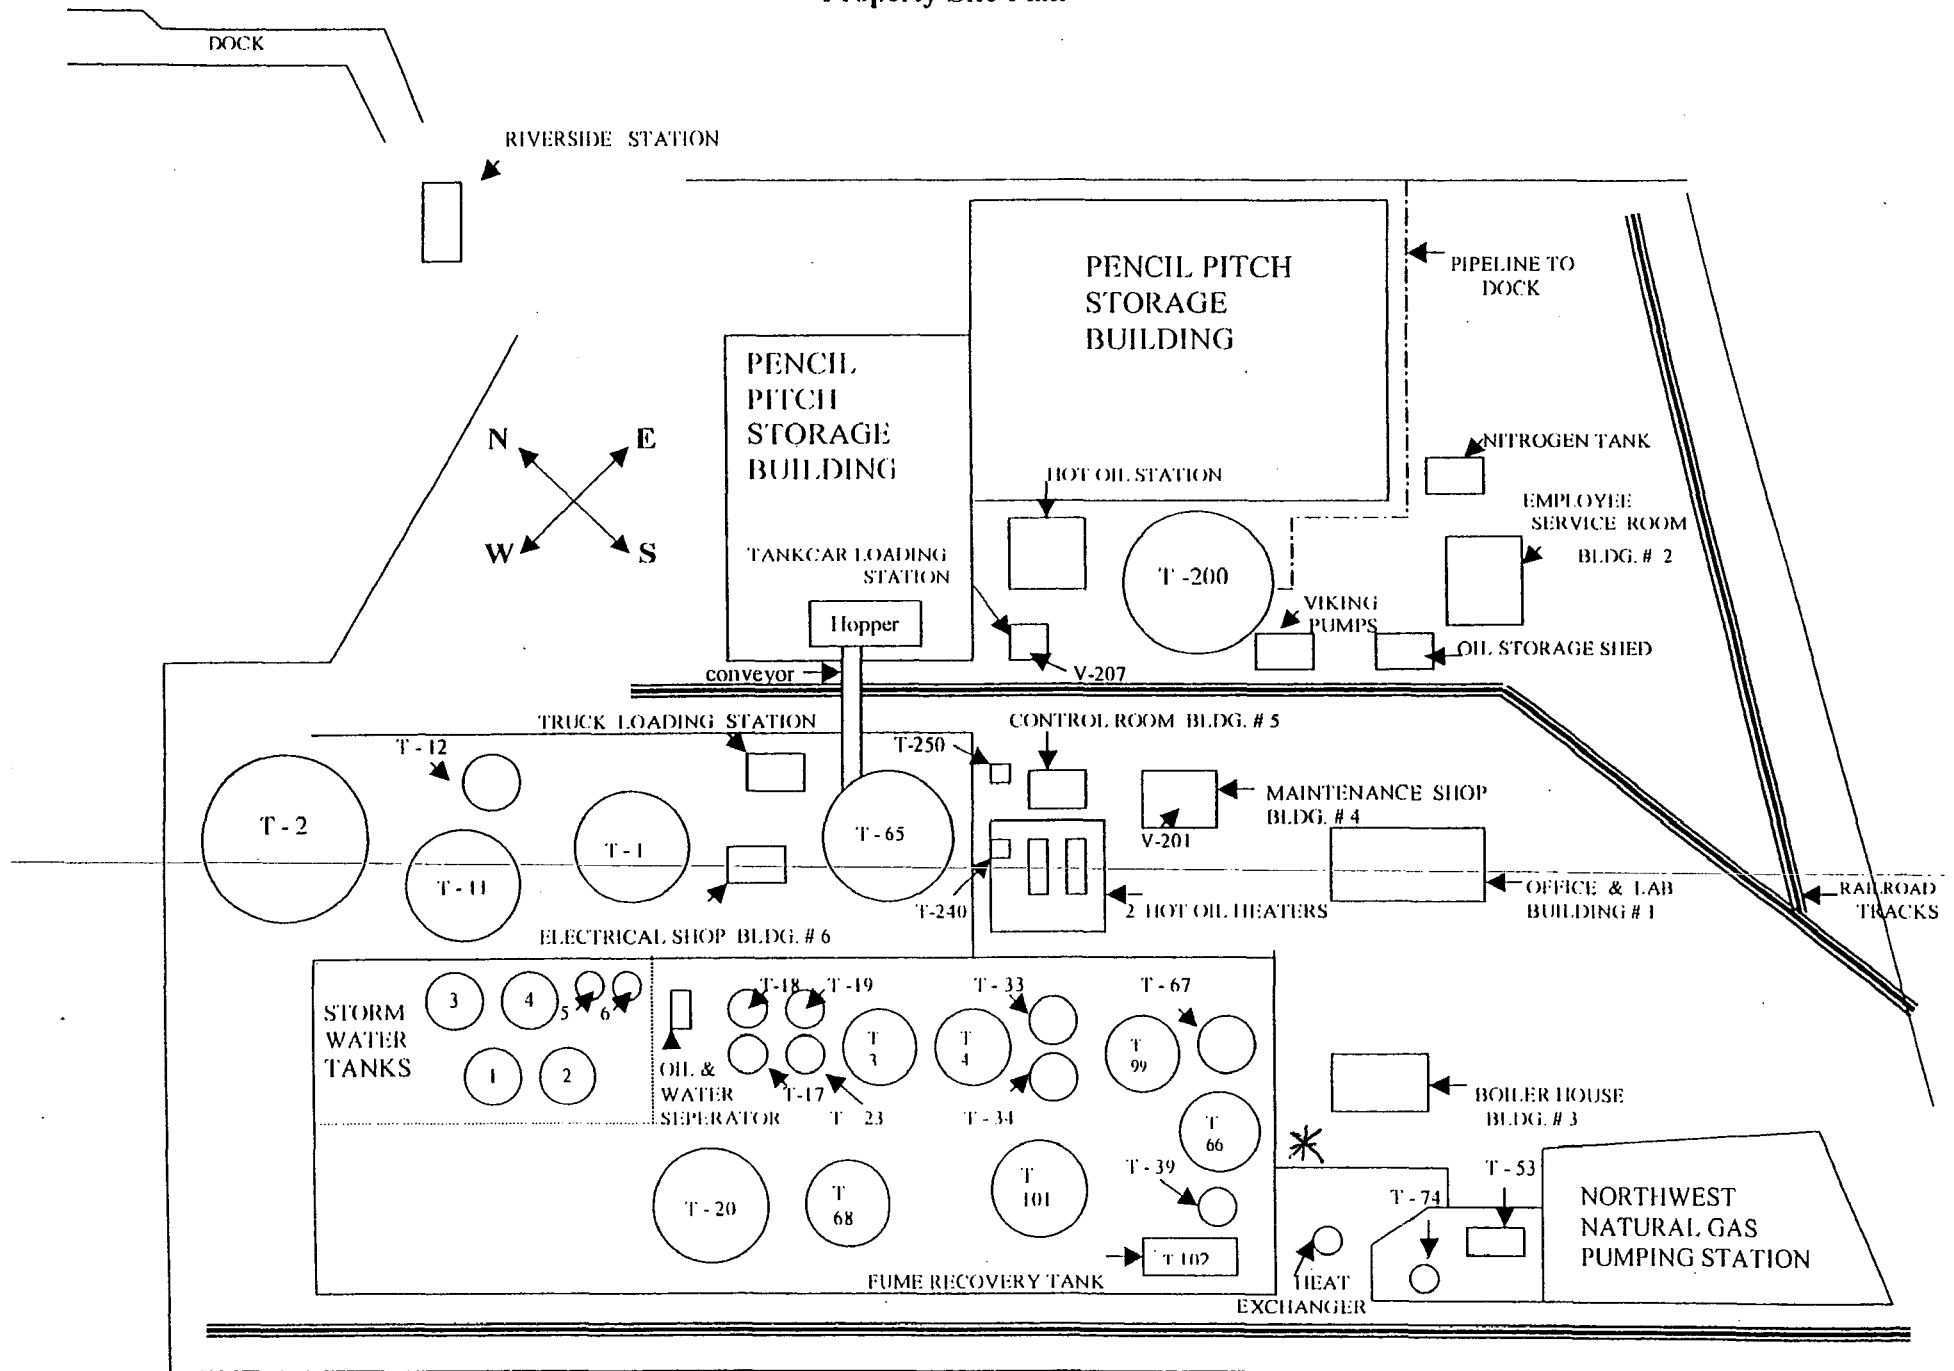 Property Site Plan
DOCK
RIVERSIDE STATION
PENCIL PITCH
STORAGE
BUILDING
PIPELINE TO
DOCK
PENCIL
PITCH
STORAGE
BUILDING
N
E
W
S
NITROGEN TANK
HOT OIL STATION
EMPLOYEE
SERVICE ROOM
BLDG. # 2
TANKCAR LOADING
STATION
T -200
VIKING
PUMPS
Hopper
OIL STORAGE SHED
conveyor
V-207
TRUCK LOADING STATION
CONTROL ROOM BLDG. # 5
T - 12
T-250
MAINTENANCE SHOP
BLDG. # 4
T - 2
T - 1
T - 65
V-201
T - 11
T-240
2 HOT OIL HEATERS
OFFICE & LAB
BUILDING # 1
RAILROAD
TRACKS
ELECTRICAL SHOP BLDG. # 6
STORM
WATER
TANKS
3
4
5
6
1
2
T-18
T-19
T - 33
T - 67
T
3
T
4
T
99
OIL &
WATER
SEPERATOR
T-17
T 23
T - 34
BOILER HOUSE
BLDG. # 3
T
66
T - 20
T
68
T
101
T - 39
T - 74
T - 53
NORTHWEST
NATURAL GAS
PUMPING STATION
T 102
FUME RECOVERY TANK
HEAT
EXCHANGER